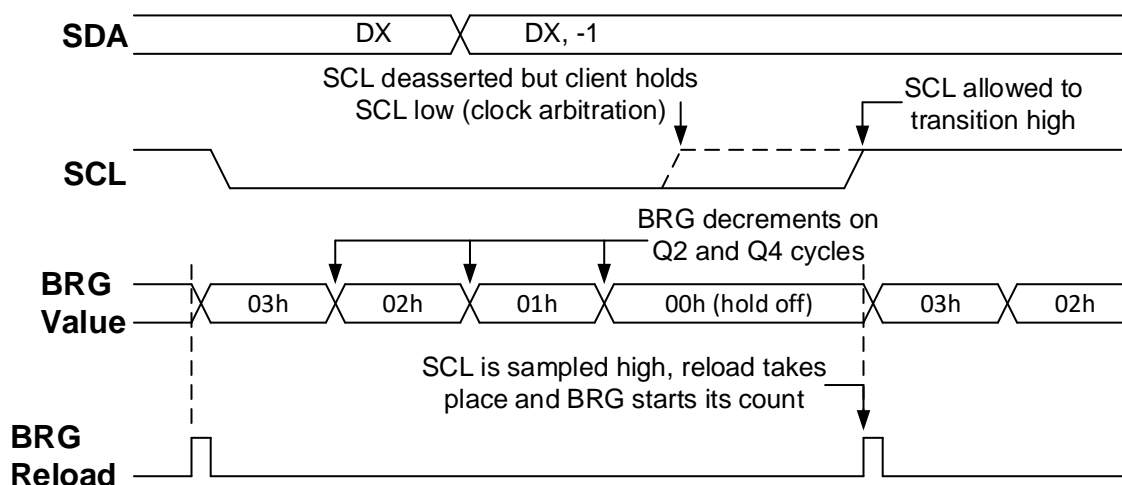 SDA
DX
DX, -1
SCL deasserted but client holds
SCL low (clock arbitration)
SCL allowed to
transition high
SCL
BRG decrements on
Q2 and Q4 cycles
BRG
Value
03h
02h
01h
00h (hold off)
03h
02h
SCL is sampled high, reload takes
place and BRG starts its count
BRG
Reload